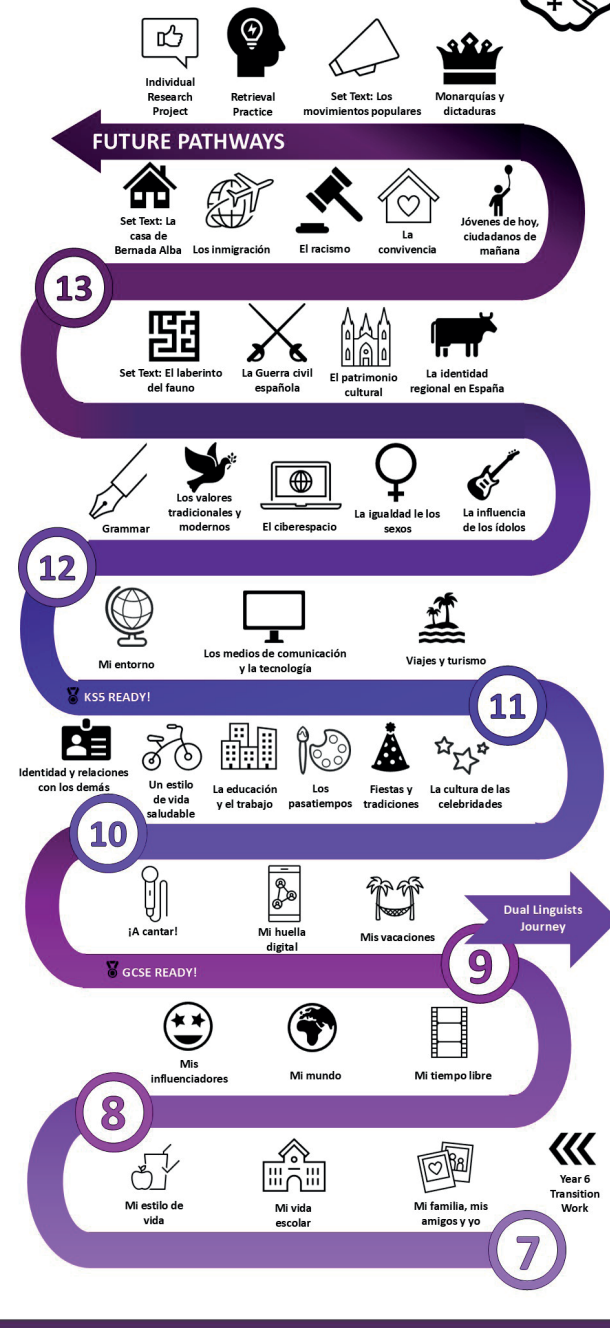 Individual
Research
Project
Retrieval
Practice
Set Text: Los
movimientos populares
Monarquías y
dictaduras
FUTURE PATHWAYS
Set Text: La
casa de
Bernada Alba
Los inmigración
El racismo
La
convivencia
Jóvenes de hoy,
ciudadanos de
mañana
13
Set Text: El laberinto
del fauno
La Guerra civil
española
El patrimonio
cultural
La identidad
regional en España
Grammar
Los valores
tradicionales y
modernos
El ciberespacio
La igualdad le los
sexos
La influencia
de los ídolos
12
Mi entorno
Los medios de comunicación
y la tecnología
Viajes y turismo
KS5 READY!
11
Identidad y relaciones
con los demás
Un estilo
de vida
saludable
La educación
y el trabajo
Los
pasatiempos
Fiestas y
tradiciones
La cultura de las
celebridades
10
¡A cantar!
Mi huella
digital
Mis vacaciones
Dual Linguists
Journey
GCSE READY!
9
Mis
influenciadores
Mi mundo
Mi tiempo libre
8
Mi estilo de
vida
Mi vida
escolar
Mi familia, mis
amigos y yo
Year 6
Transition
Work
7